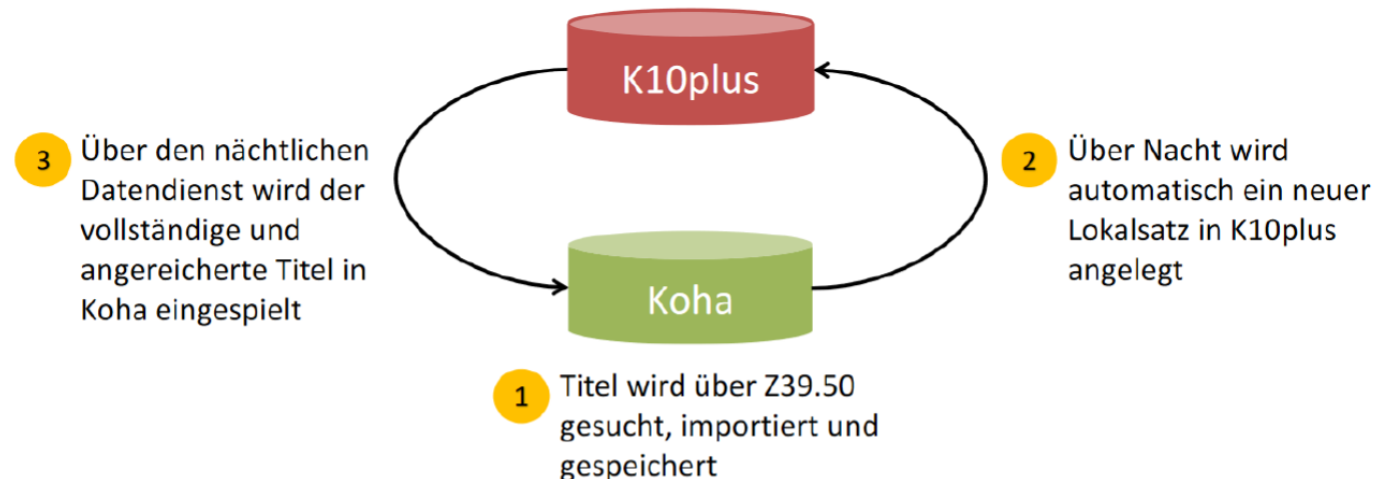 K10plus
3
Über den nächtlichen
Datendienst wird der
vollständige und
angereicherte Titel in
Koha eingespielt
2
Über Nacht wird
automatisch ein neuer
Lokalsatz in K10plus
angelegt
Koha
1
Titel wird über Z39.50
gesucht, importiert und
gespeichert